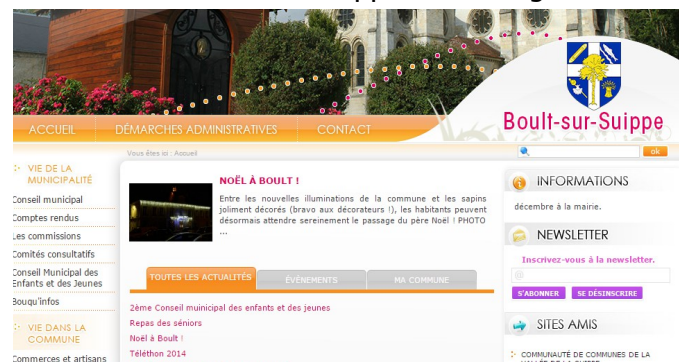 Boult-sur-Suippe
ACCUEIL DÉMARCHES ADMINISTRATIVES CONTACT
Vous êtes ici : Accueil
ok
VIE DE LA
MUNICIPALITÉ
Conseil municipal
Comptes rendus
Les commissions
Comités consultatifs
Conseil Municipal des
Enfants et des Jeunes
Bouqu'infos
VIE DANS LA
COMMUNE
Commerces et artisans
NOËL À BOULT !
Entre les nouvelles illuminations de la commune et les sapins
joliment décorés (bravo aux décorateurs !), les habitants peuvent
désormais attendre sereinement le passage du père Noël ! PHOTO
...
TOUTES LES ACTUALITÉS ÉVÉNEMENTS MA COMMUNE
2ème Conseil muinicipal des enfants et des jeunes
Repas des séniors
Noël à Boult !
Téléthon 2014
INFORMATIONS
décembre à la mairie.
NEWSLETTER
Inscrivez-vous à la newsletter.
@
S'ABONNER SE DÉSINSCRIRE
SITES AMIS
COMMUNAUTÉ DE COMMUNES DE LA
VALLÉE DE LA SUIPPE